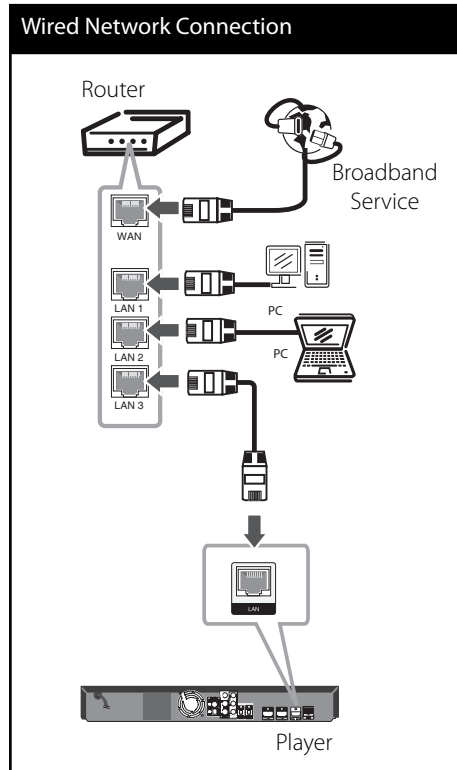 Wired Network Connection
Router
Broadband
Service
WAN
LAN 1
PC
LAN 2
PC
LAN 3
LAN
Player